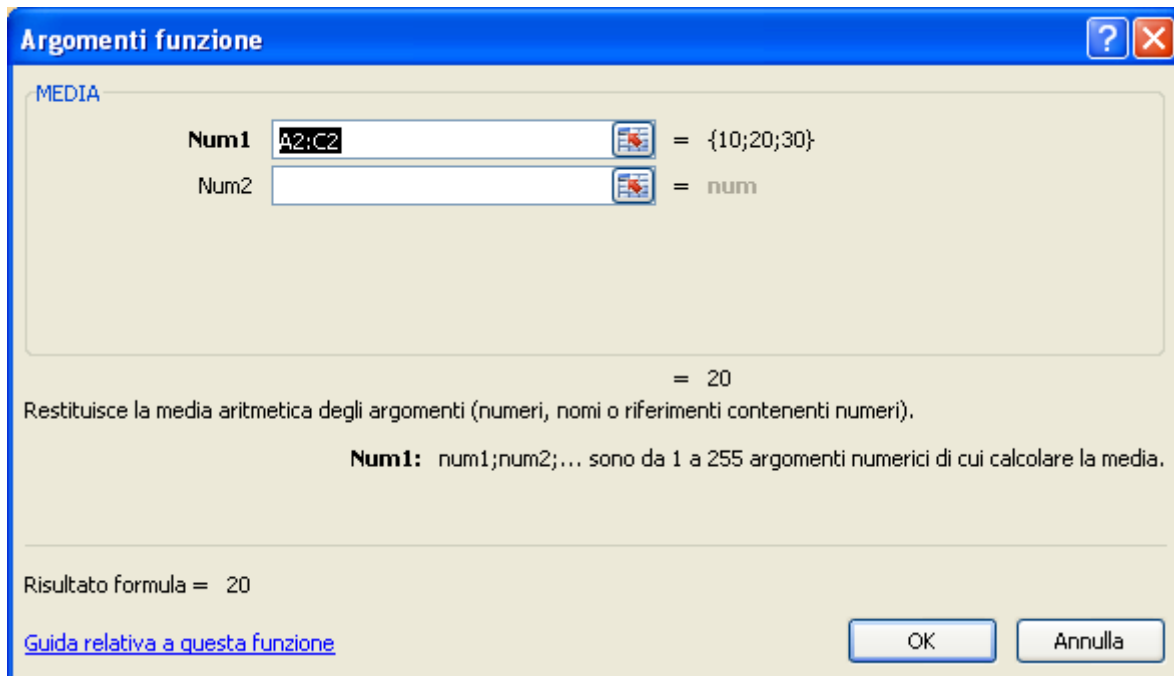 Argomenti funzione
MEDIA
Num1 A2:C2 = {10;20;30}
Num2 = num
= 20
Restituisce la media aritmetica degli argomenti (numeri, nomi o riferimenti contenenti numeri).
Num1: num1;num2;... sono da 1 a 255 argomenti numerici di cui calcolare la media.
Risultato formula = 20
Guida relativa a questa funzione
OK Annulla